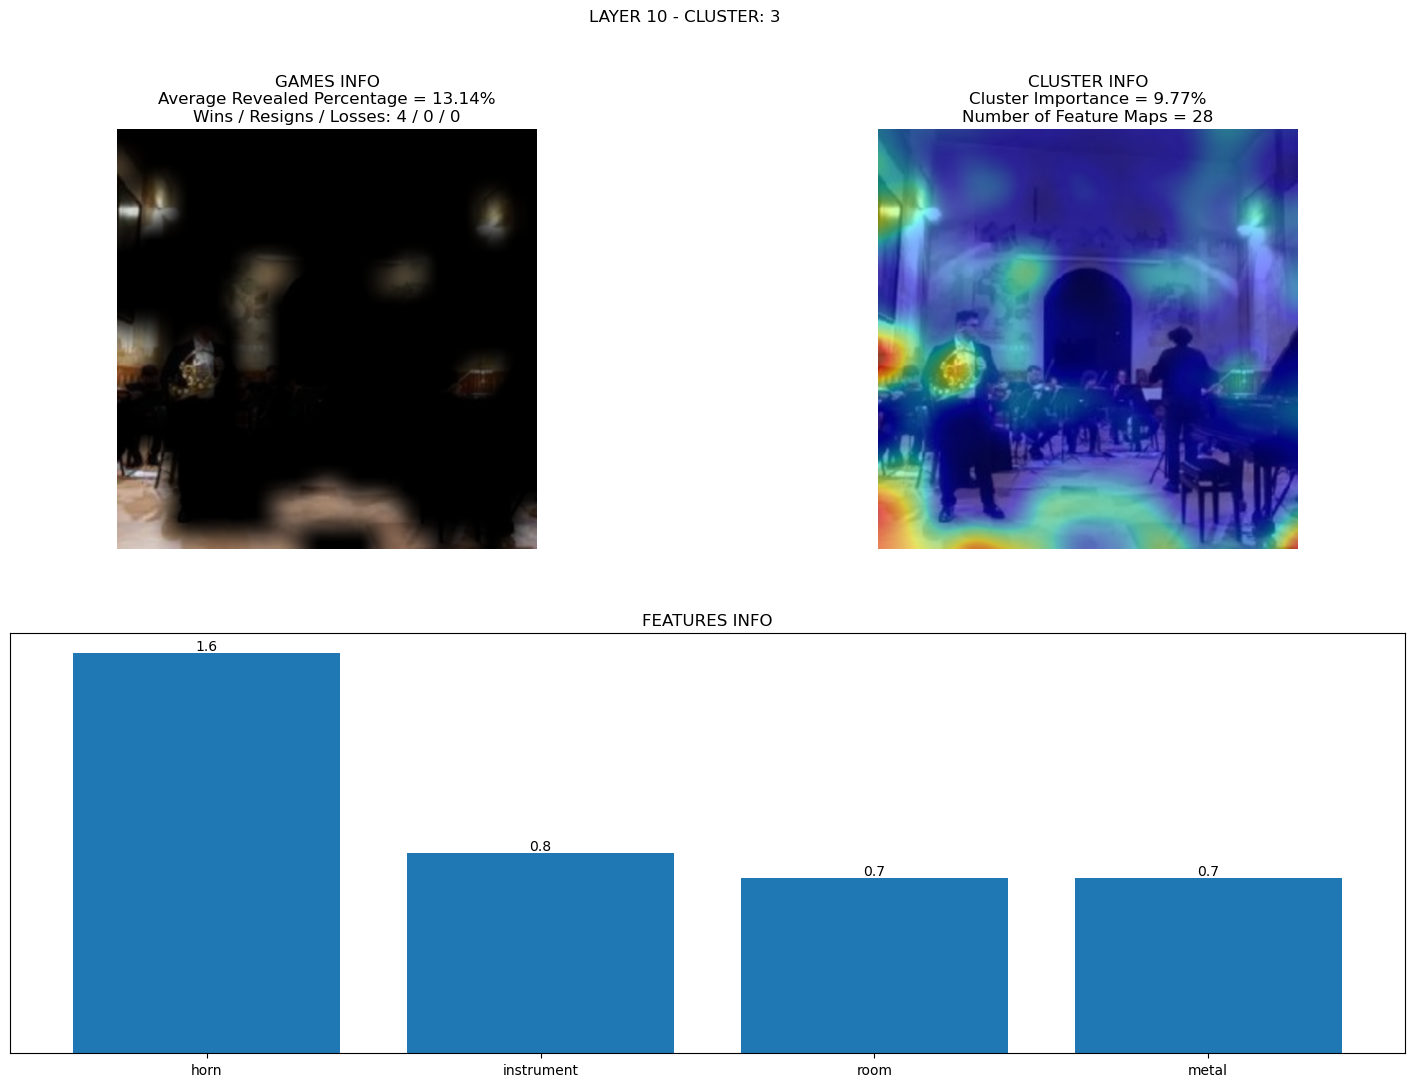 LAYER 10 - CLUSTER: 3
GAMES INFO
Average Revealed Percentage = 13.14%
Wins / Resigns / Losses: 4 / 0 / 0
CLUSTER INFO
Cluster Importance = 9.77%
Number of Feature Maps = 28
FEATURES INFO
1.6
0.8
0.7
0.7
horn
instrument
room
metal